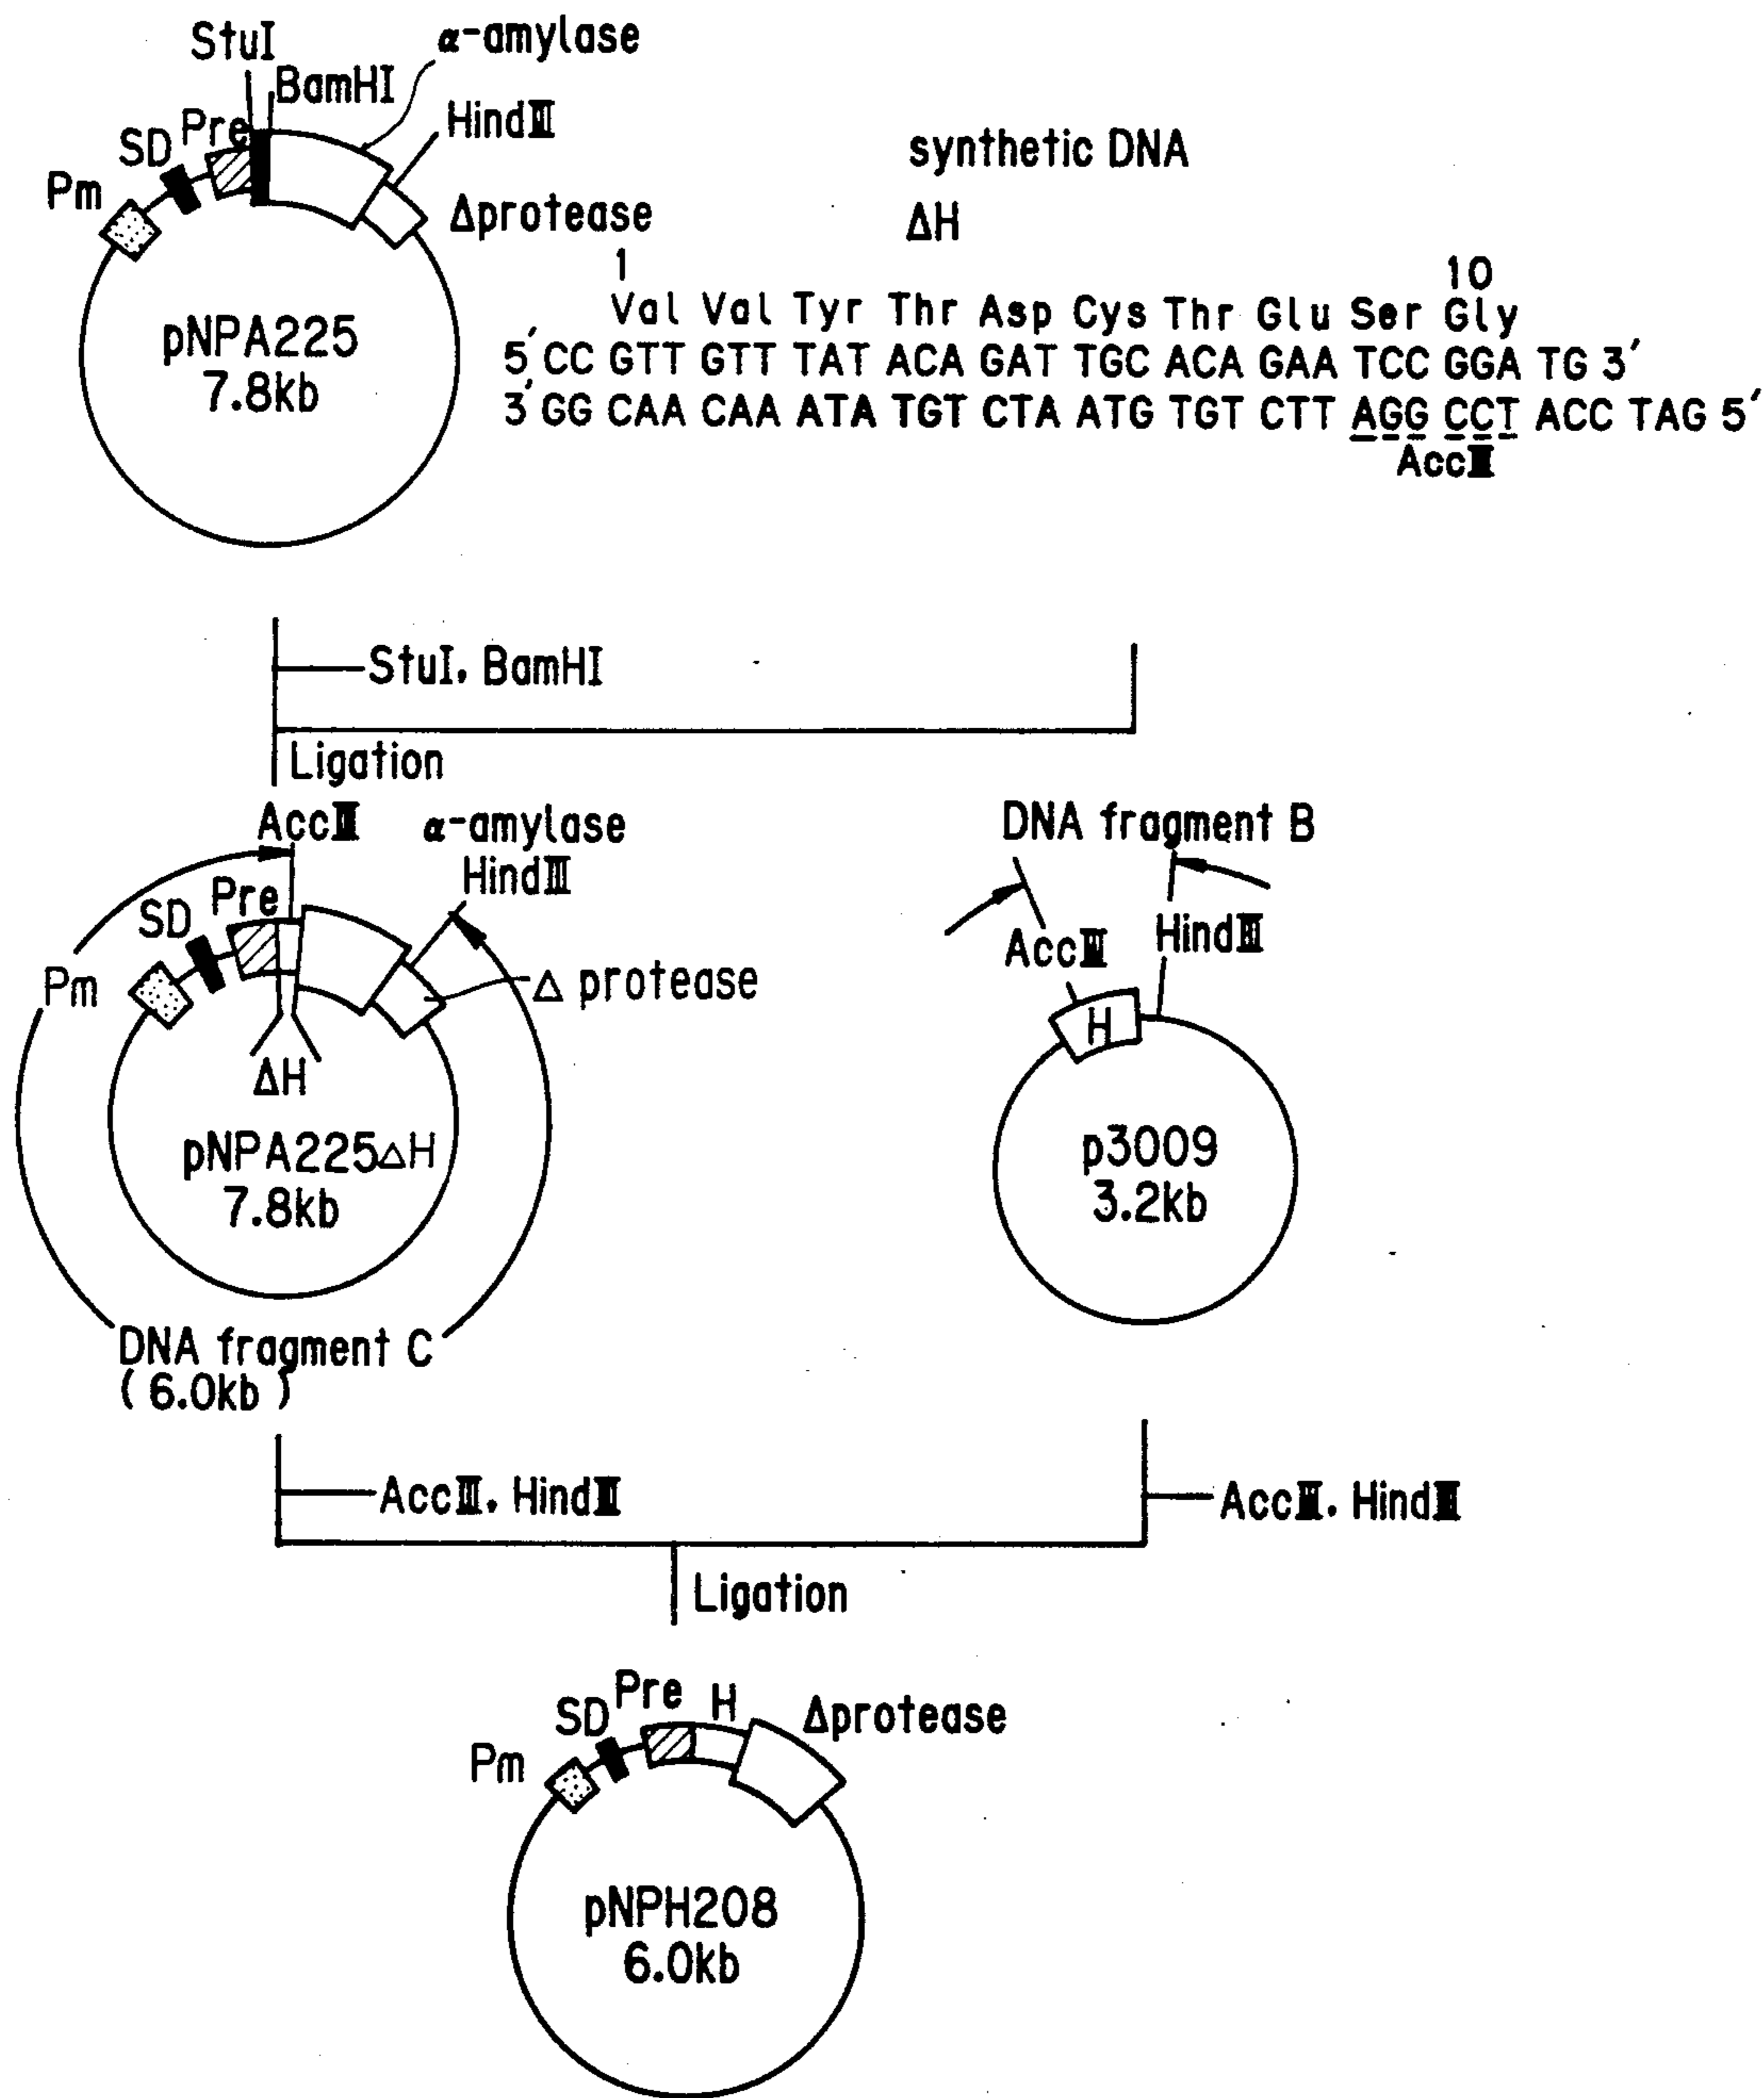 StuI
α-amylase
BamHI
HindⅢ
Pre
SD
Pm
Δprotease
pNPA225
7.8kb
synthetic DNA
ΔH
1 10
Val Val Tyr Thr Asp Cys Thr Glu Ser Gly
5′CC GTT GTT TAT ACA GAT TGC ACA GAA TCC GGA TG 3′
3′GG CAA CAA ATA TGT CTA ATG TGT CTT AGG CCT ACC TAG 5′
AccⅢ
StuI, BamHI
Ligation
AccⅢ
α-amylase
HindⅢ
Pre
SD
Pm
Δ protease
ΔH
pNPA225ΔH
7.8kb
DNA fragment C
(6.0kb)
DNA fragment B
AccⅢ
HindⅢ
H
p3009
3.2kb
AccⅢ, HindⅢ
AccⅢ, HindⅢ
Ligation
Pre
H
SD
Δprotease
Pm
pNPH208
6.0kb